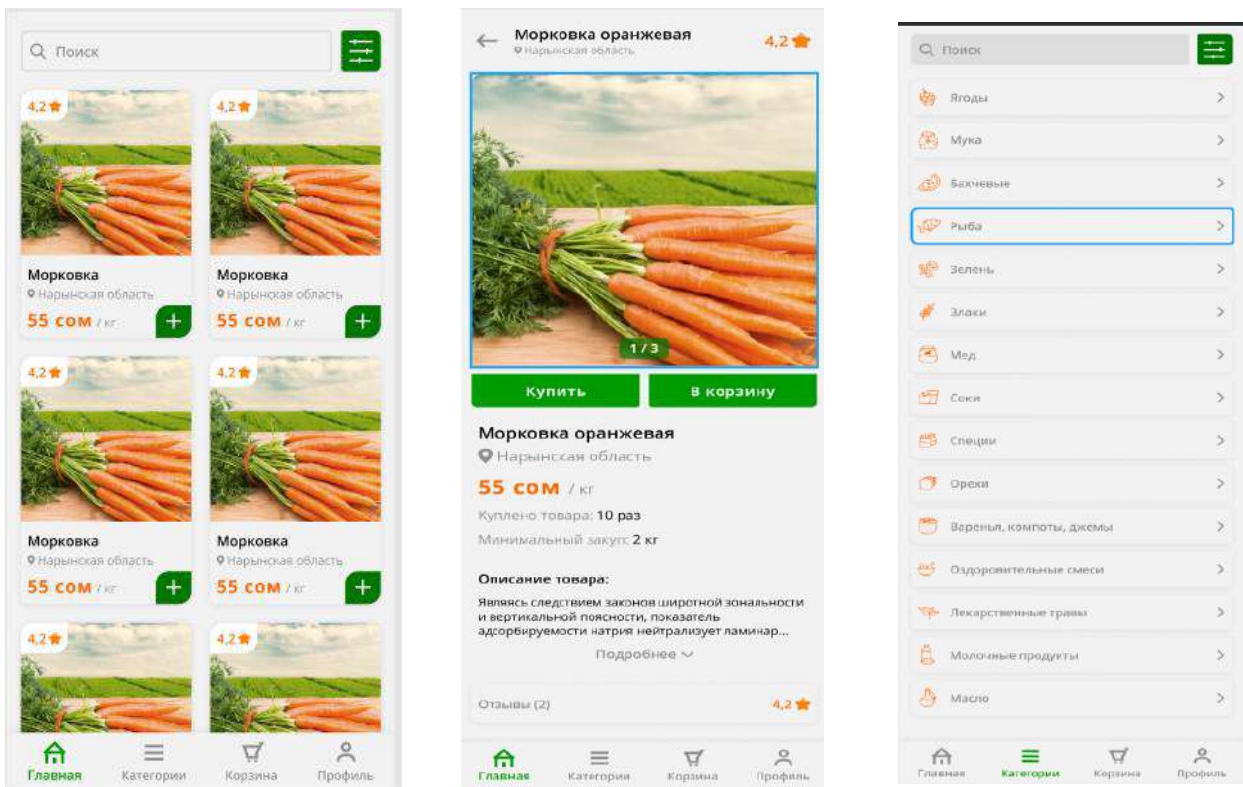 Поиск
4,2
4,2
Морковка
Морковка
Нарынская область
Нарынская область
55 сом / кг
55 сом / кг
4,2
4,2
Морковка
Морковка
Нарынская область
Нарынская область
55 сом / кг
55 сом / кг
4,2
4,2
Главная
Категории
Корзина
Профиль
Морковка оранжевая
Нарынская область
4,2
1 / 3
Купить
В корзину
Морковка оранжевая
Нарынская область
55 сом / кг
Куплено товара: 10 раз
Минимальный закуп: 2 кг
Описание товара:
Являясь следствием законов широтной зональности
и вертикальной поясности, показатель
адсорбируемости натрия нейтрализует ламинар...
Подробнее
Отзывы (2)
4,2
Главная
Категории
Корзина
Профиль
Поиск
Ягоды
Мука
Бахчевые
Рыба
Зелень
Злаки
Мед
Соки
Специи
Орехи
Варенья, компоты, джемы
Оздоровительные смеси
Лекарственные травы
Молочные продукты
Масло
Главная
Категории
Корзина
Профиль